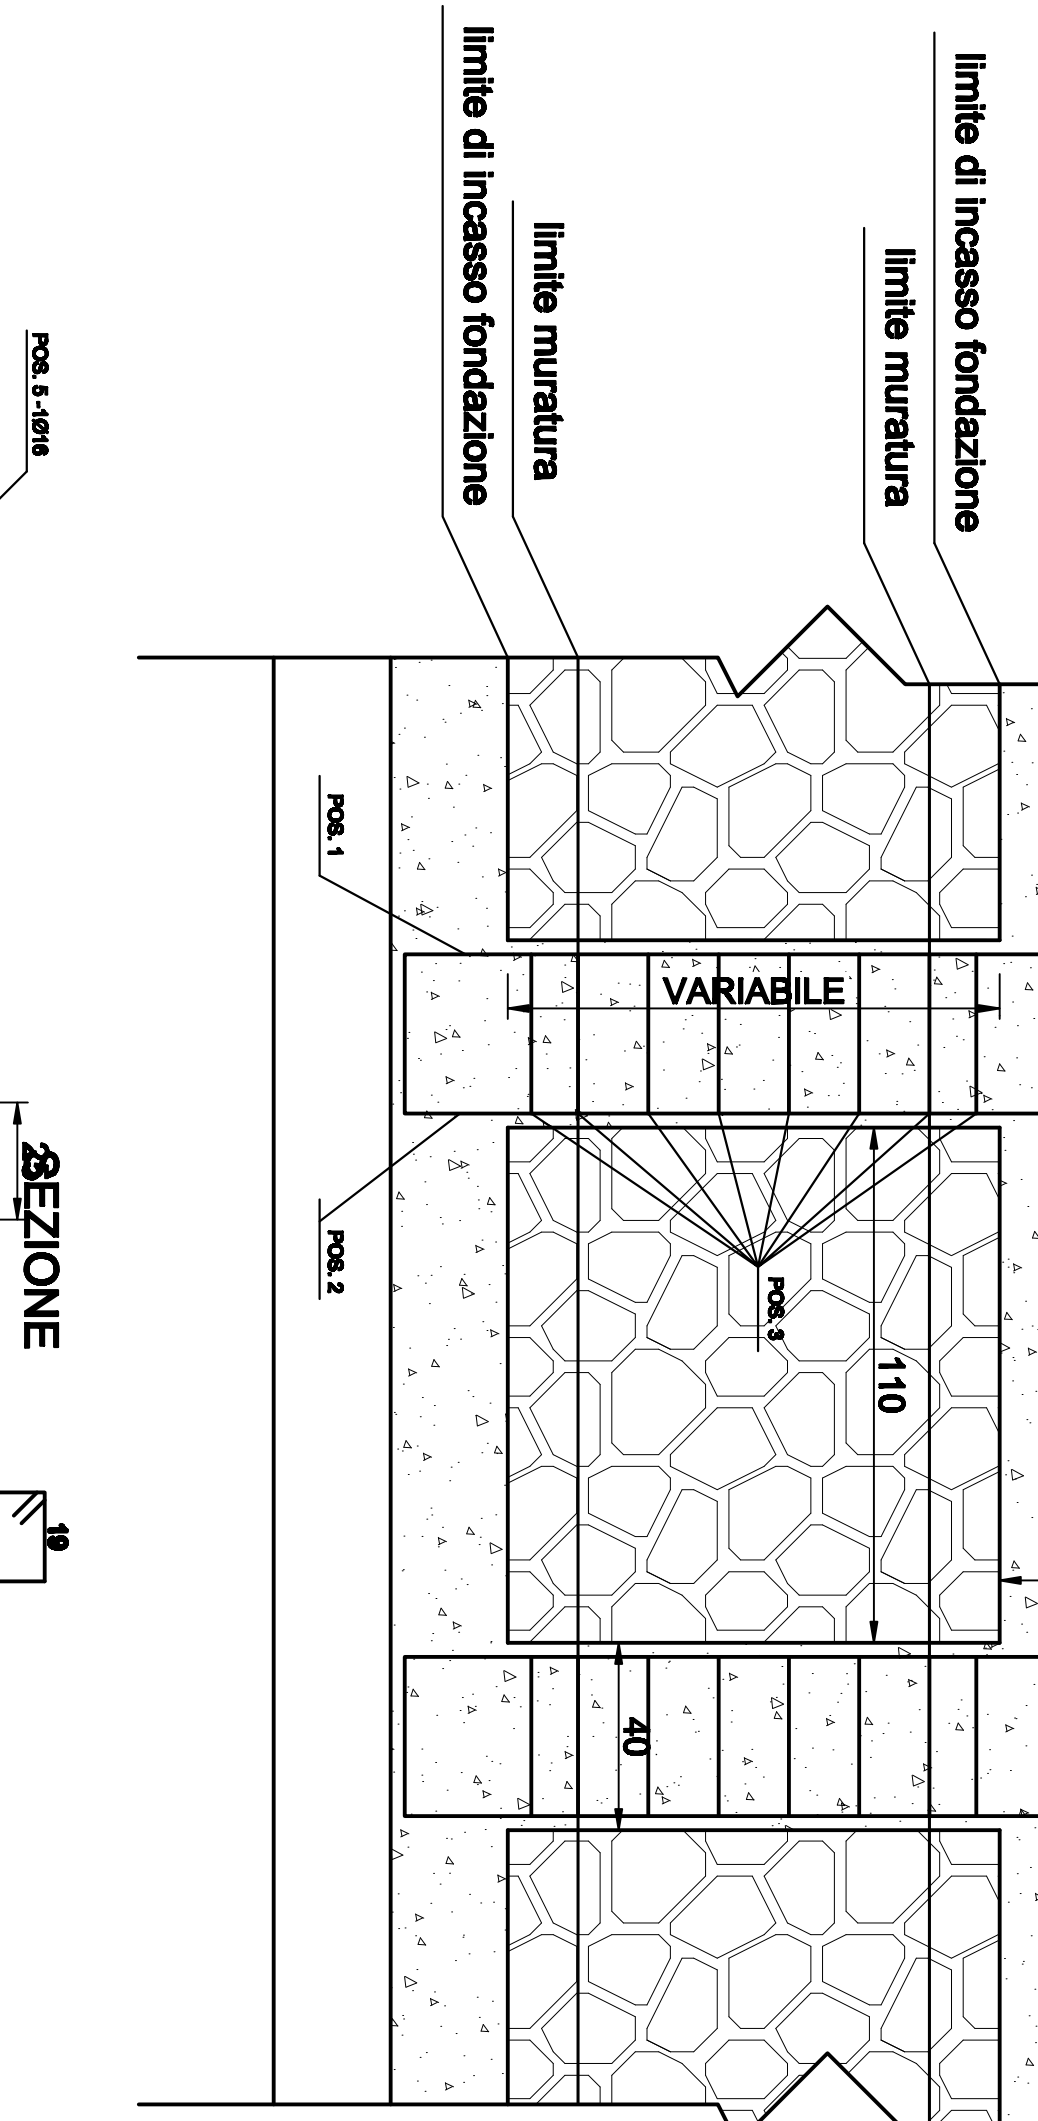 limite di incasso fondazione
limite muratura
limite muratura
limite di incasso fondazione
POS. 5 -1Ø16
POS. 1
VARIABILE
POS. 2
POS. 3
110
25
SEZIONE
19
40